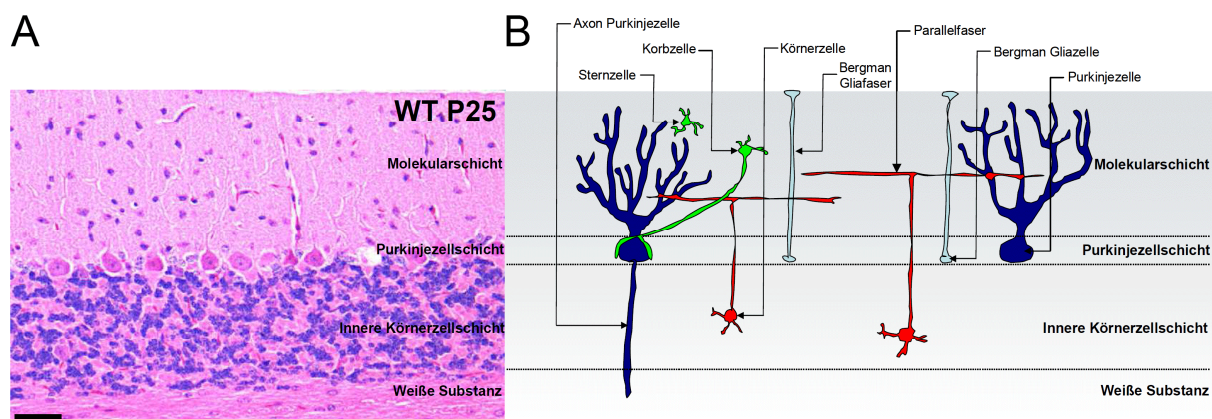 A
WT P25
Molekularschicht
Purkinjezellschicht
Innere Körnerzellschicht
Weiße Substanz
B
Axon Purkinjezelle
Korbzelle
Sternzelle
Körnerzelle
Bergman
Gliafaser
Parallelfaser
Bergman Gliazelle
Purkinjezelle
Molekularschicht
Purkinjezellschicht
Innere Körnerzellschicht
Weiße Substanz